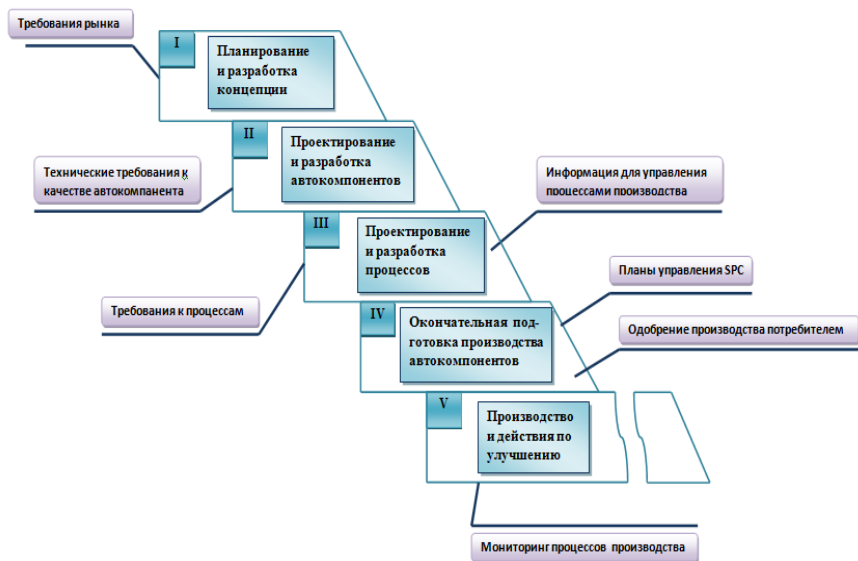 Требования рынка
I
Планирование
и разработка
концепции
II
Проектирование
и разработка
автокомпонентов
Технические требования к
качестве автокомпанента
Информация для управления
процессами производства
III
Проектирование
и разработка
процессов
Требования к процессам
Планы управления SPC
IV
Окончательная под-
готовка производства
автокомпонентов
Одобрение производства потребителем
V
Производство
и действия по
улучшению
Мониторинг процессов производства